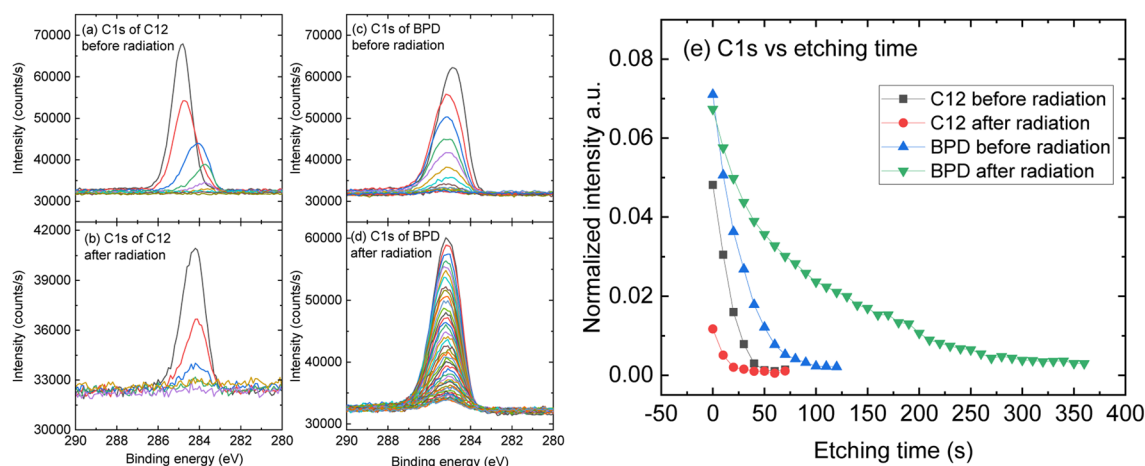 (a) C1s of C12
before radiation
70000
60000
50000
40000
30000
Intensity (counts/s)
(b) C1s of C12
after radiation
42000
39000
36000
33000
30000
Intensity (counts/s)
290 288 286 284 282 280
Binding energy (eV)
(c) C1s of BPD
before radiation
70000
60000
50000
40000
30000
Intensity (counts/s)
(d) C1s of BPD
after radiation
60000
50000
40000
30000
Intensity (counts/s)
290 288 286 284 282 280
Binding energy (eV)
(e) C1s vs etching time
C12 before radiation
C12 after radiation
BPD before radiation
BPD after radiation
0.08
0.06
0.04
0.02
0.00
Normalized intensity a.u.
-50 0 50 100 150 200 250 300 350 400
Etching time (s)